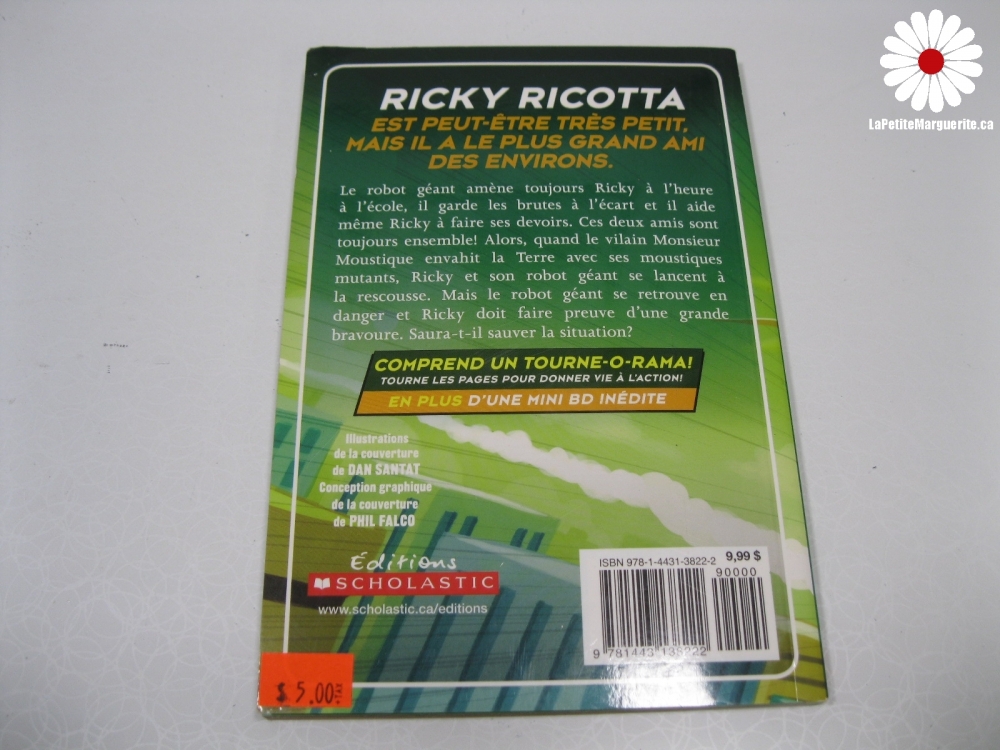 LaPetiteMarguerite.ca
RICKY RICOTTA
EST PEUT-ÊTRE TRÈS PETIT,
MAIS IL A LE PLUS GRAND AMI
DES ENVIRONS.
Le robot géant amène toujours Ricky à l'heure
à l'école, il garde les brutes à l'écart et il aide
même Ricky à faire ses devoirs. Ces deux amis sont
toujours ensemble! Alors, quand le vilain Monsieur
Moustique envahit la Terre avec ses moustiques
mutants, Ricky et son robot géant se lancent à
la rescousse. Mais le robot géant se retrouve en
danger et Ricky doit faire preuve d'une grande
bravoure. Saura-t-il sauver la situation?
COMPREND UN TOURNE-O-RAMA!
TOURNE LES PAGES POUR DONNER VIE À L'ACTION!
EN PLUS D'UNE MINI BD INÉDITE
Illustrations
de la couverture
de DAN SANTAT
Conception graphique
de la couverture
de PHIL FALCO
Éditions
SCHOLASTIC
www.scholastic.ca/editions
ISBN 978-1-4431-3822-2 9,99 $
90000
9 781443 138222
$ 5.00 +TAX